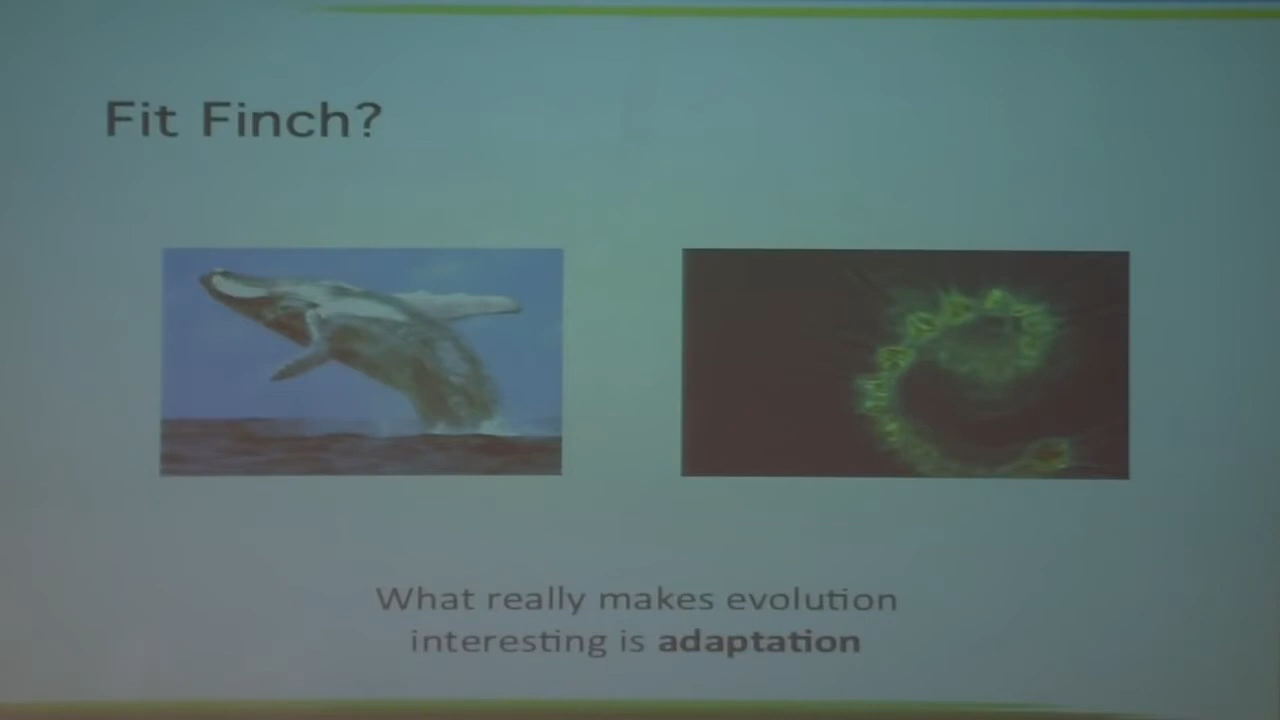 Fit Finch?
What really makes evolution
interesting is adaptation